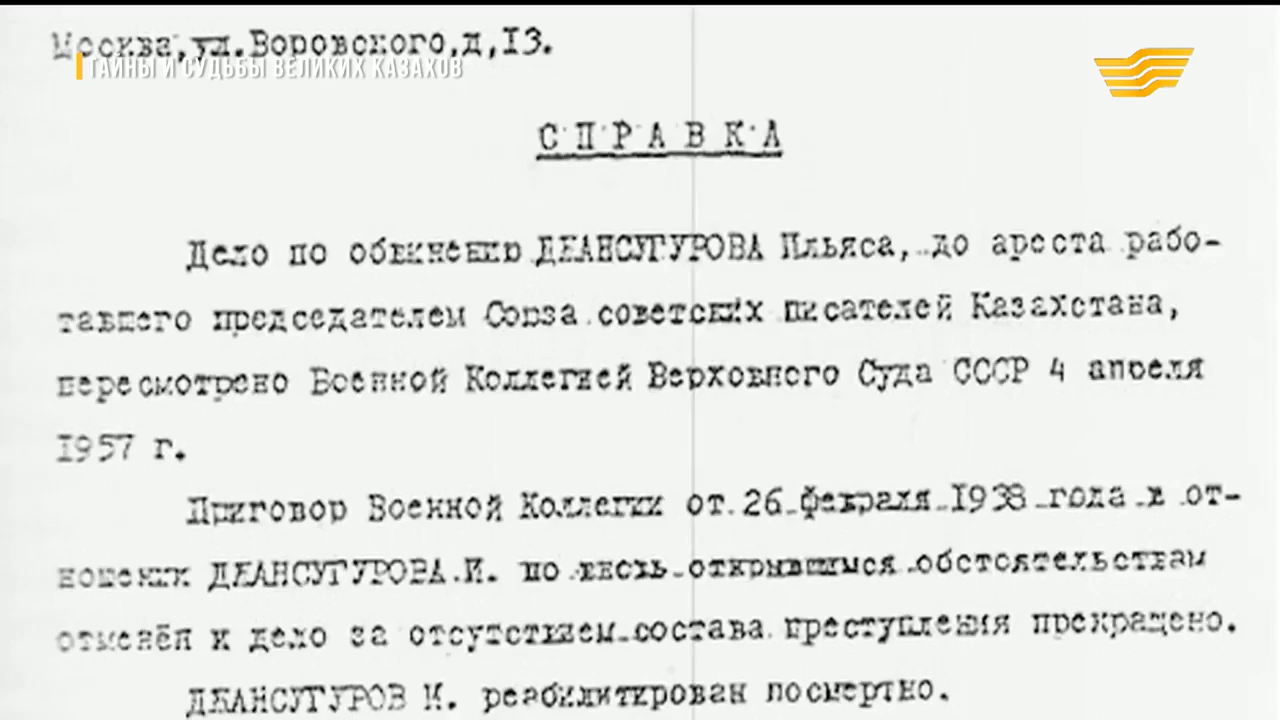 Москва,ул.Воровского,д,13.
ТАЙНЫ И СУДЬБЫ ВЕЛИКИХ КАЗАХОВ
СПРАВКА
Дело по обвинению ДЖАНСУГУРОВА Ильяса, до ареста рабо-
тавшего председателем Союза советских писателей Казахстана,
пересмотрено Военной Коллегией Верховного Суда СССР 4 апреля
1957 г.
Приговор Военной Коллегии от 26 февраля 1938 года в от-
ношении ДЖАНСУГУРОВА И. по вновь открывшимся обстоятельствам
отменён и дело за отсутствием состава преступления прекращено.
ДЖАНСУГУРОВ И. реабилитирован посмертно.